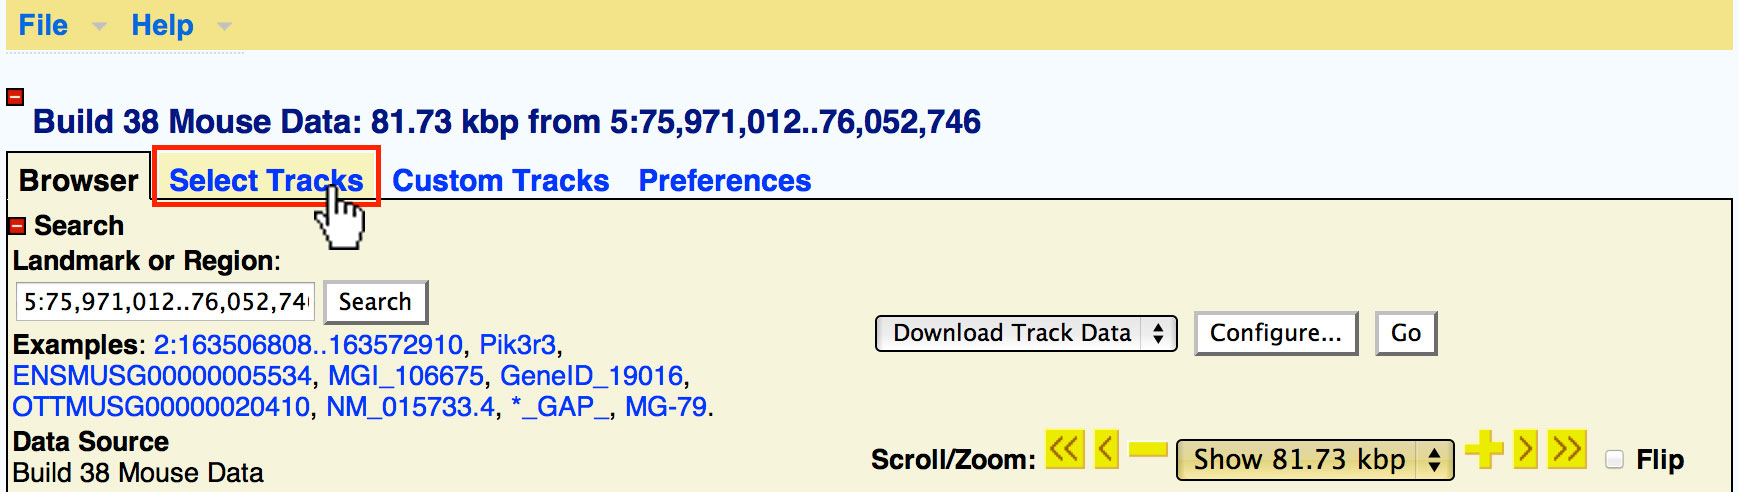 File Help
Build 38 Mouse Data: 81.73 kbp from 5:75,971,012..76,052,746
Browser Select Tracks Custom Tracks Preferences
Search
Landmark or Region:
5:75,971,012..76,052,746 Search
Download Track Data Configure... Go
Examples: 2:163506808..163572910, Pik3r3,
ENSMUSG00000005534, MGI_106675, GeneID_19016,
OTTMUSG00000020410, NM_015733.4, *_GAP_, MG-79.
Data Source
Build 38 Mouse Data
Scroll/Zoom: << < − Show 81.73 kbp + > >> Flip